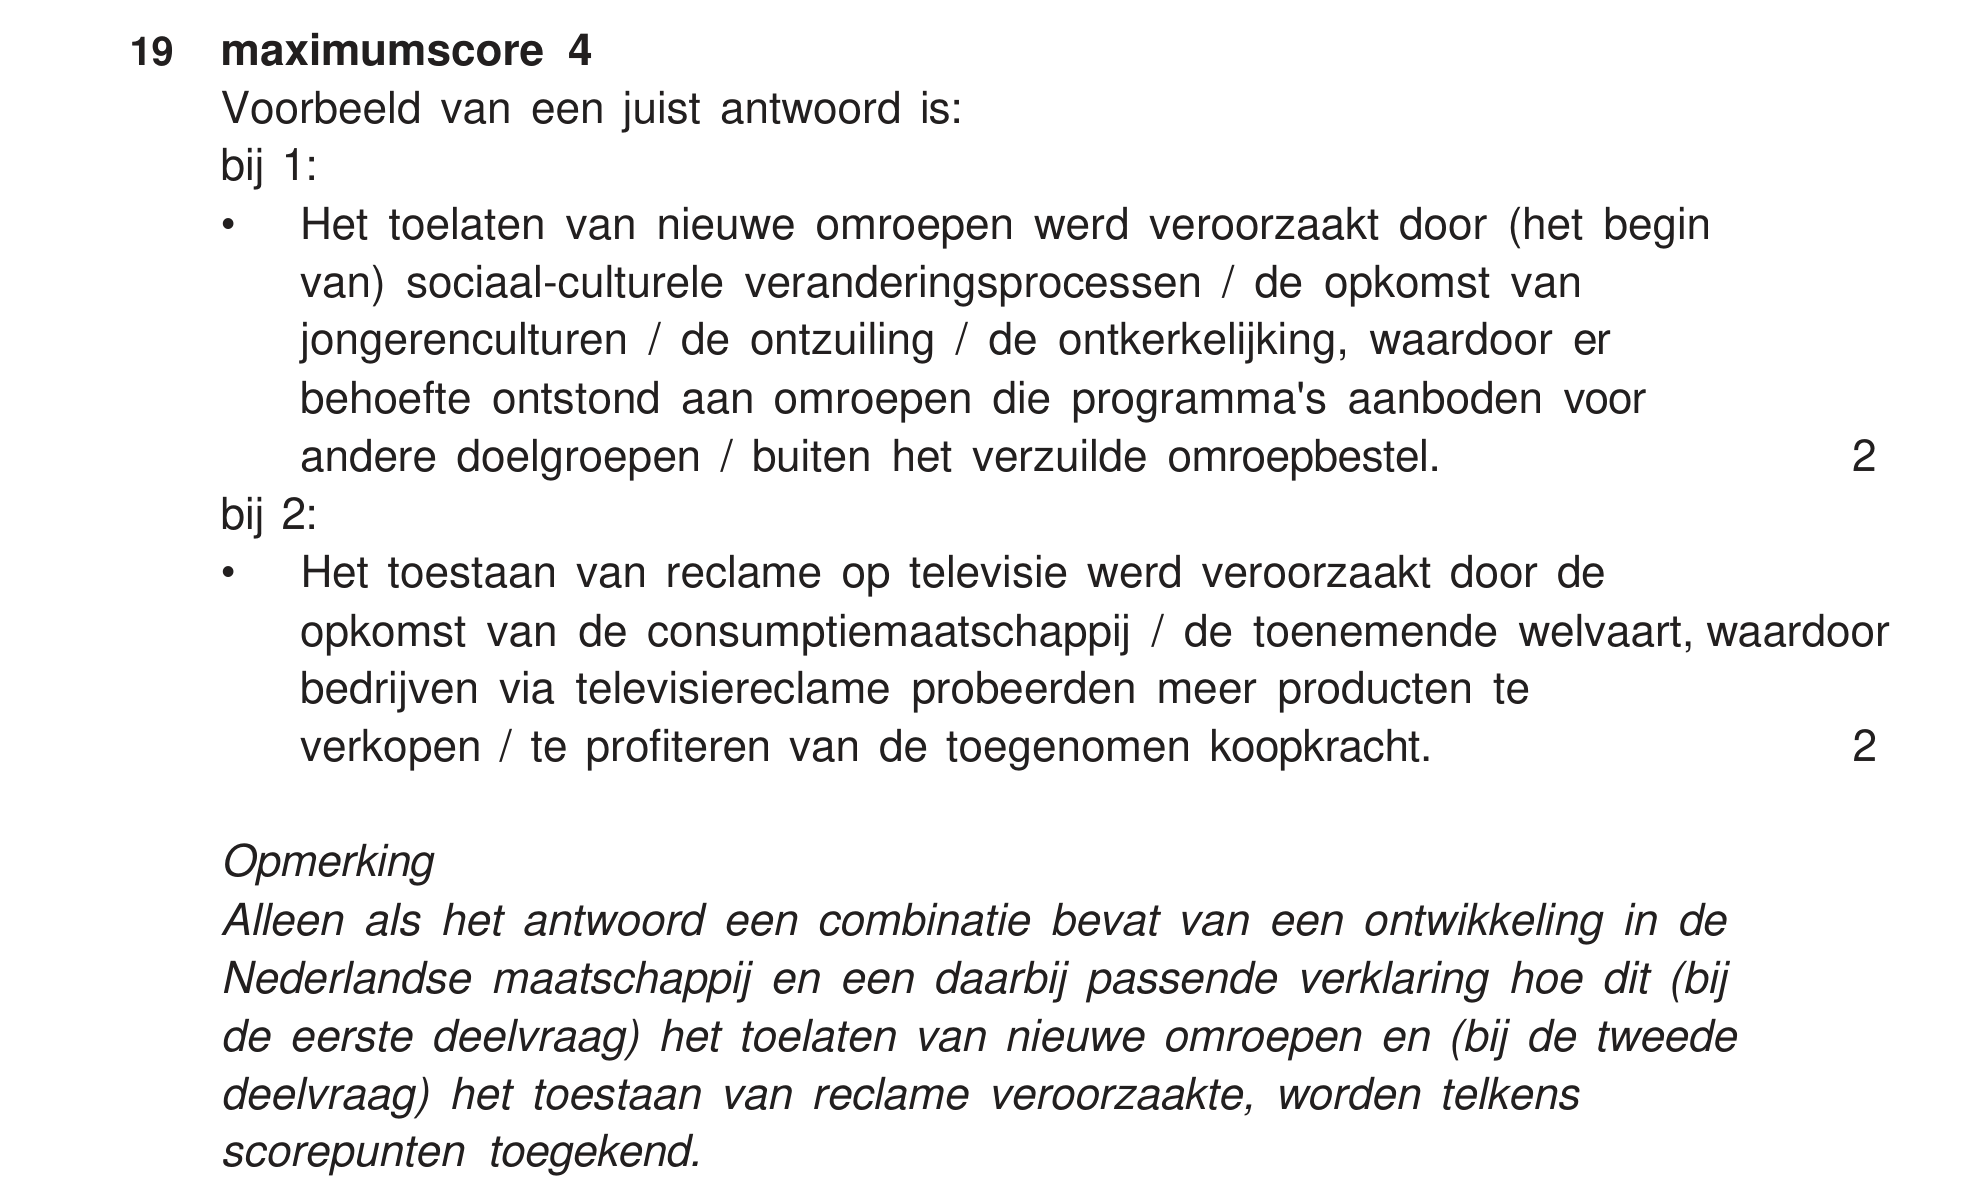 19 maximumscore 4
Voorbeeld van een juist antwoord is:
bij 1:
• Het toelaten van nieuwe omroepen werd veroorzaakt door (het begin
van) sociaal-culturele veranderingsprocessen / de opkomst van
jongerenculturen / de ontzuiling / de ontkerkelijking, waardoor er
behoefte ontstond aan omroepen die programma's aanboden voor
andere doelgroepen / buiten het verzuilde omroepbestel. 2
bij 2:
• Het toestaan van reclame op televisie werd veroorzaakt door de
opkomst van de consumptiemaatschappij / de toenemende welvaart, waardoor
bedrijven via televisiereclame probeerden meer producten te
verkopen / te profiteren van de toegenomen koopkracht. 2
Opmerking
Alleen als het antwoord een combinatie bevat van een ontwikkeling in de
Nederlandse maatschappij en een daarbij passende verklaring hoe dit (bij
de eerste deelvraag) het toelaten van nieuwe omroepen en (bij de tweede
deelvraag) het toestaan van reclame veroorzaakte, worden telkens
scorepunten toegekend.